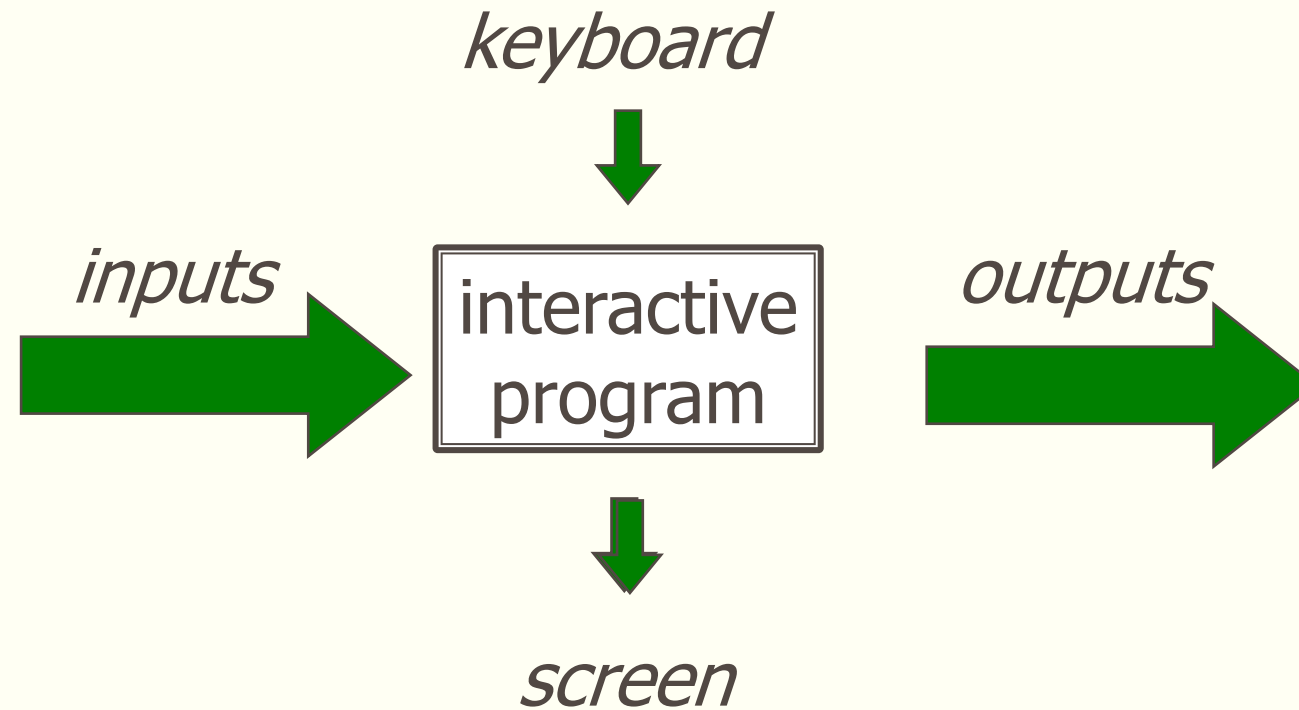 keyboard
inputs
interactive
program
outputs
screen